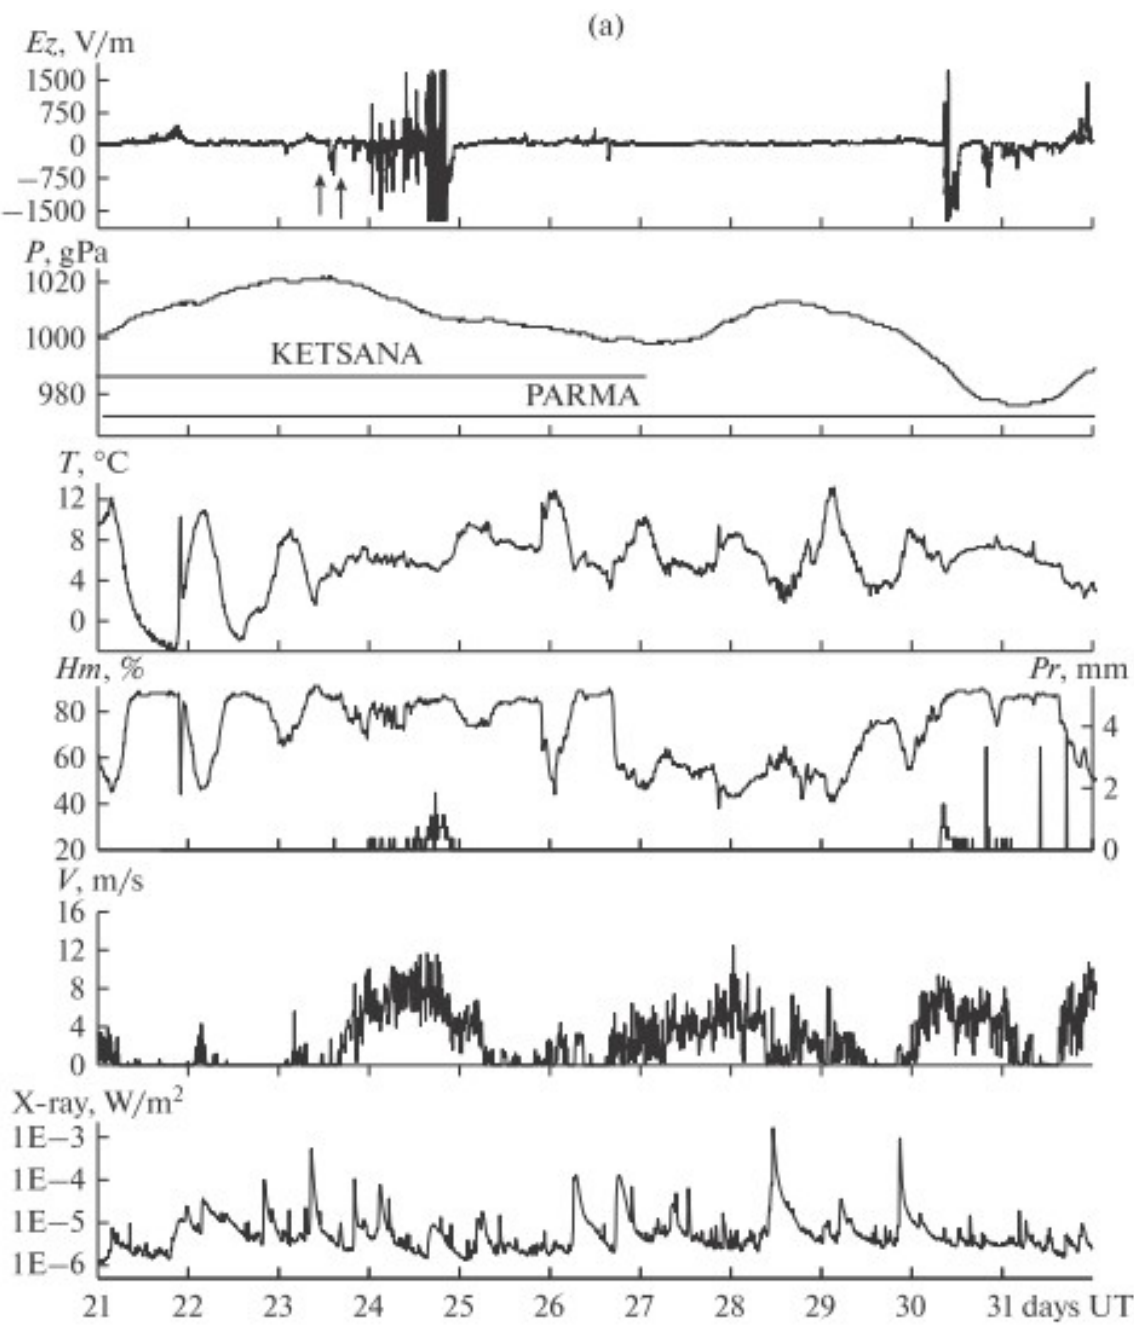 (a)
Ez, V/m
1500
750
0
−750
−1500
P, gPa
1020
1000
KETSANA
980
PARMA
T, °C
12
8
4
0
Hm, % Pr, mm
80 4
60
40 2
20 0
V, m/s
16
12
8
4
0
X-ray, W/m²
1E−3
1E−4
1E−5
1E−6
21 22 23 24 25 26 27 28 29 30 31 days UT